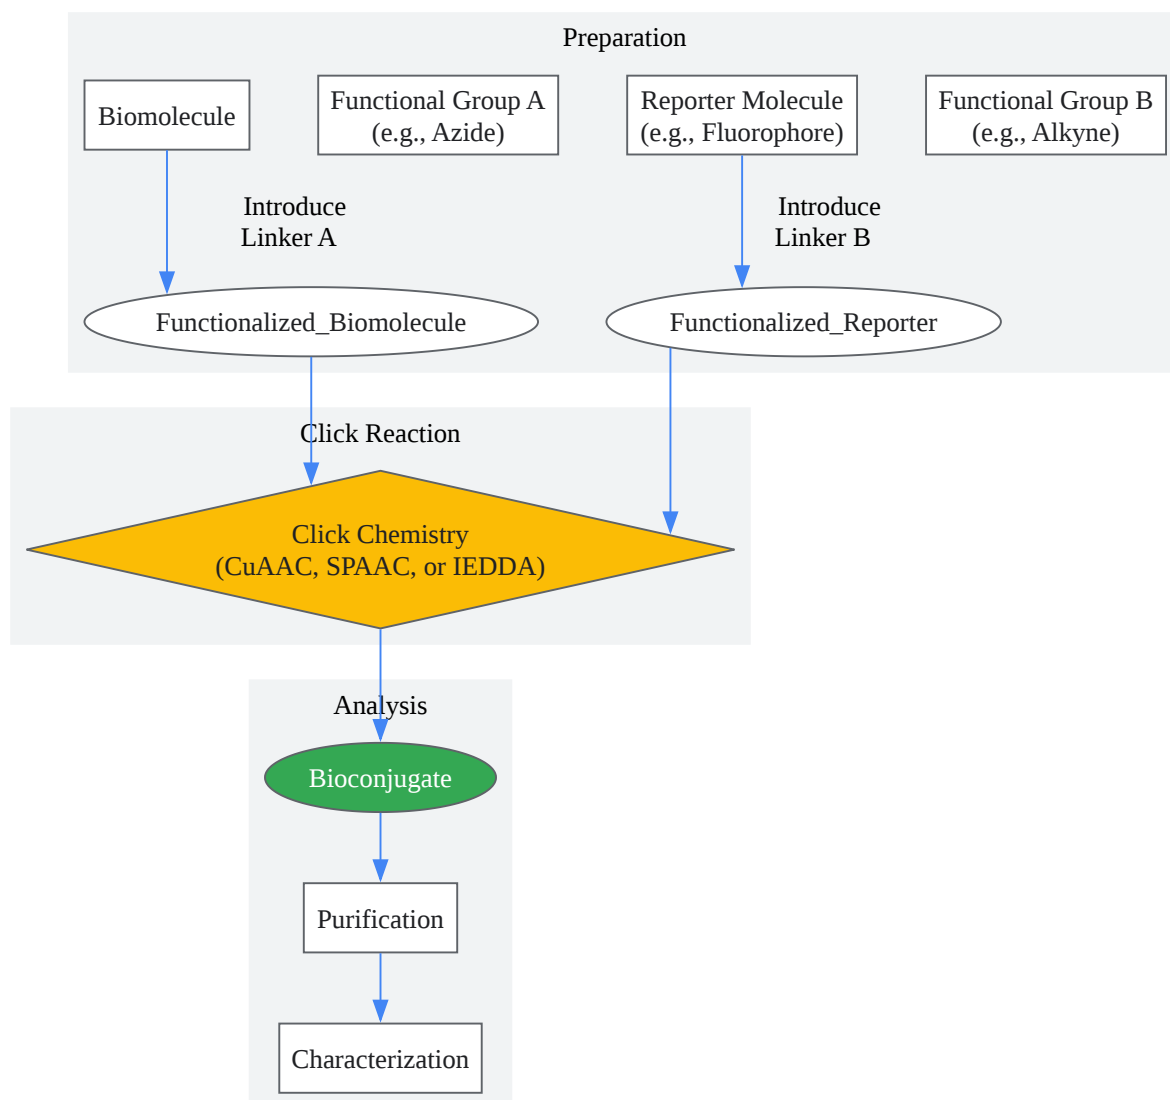 Preparation
Biomolecule
Functional Group A
(e.g., Azide)
Reporter Molecule
(e.g., Fluorophore)
Functional Group B
(e.g., Alkyne)
Introduce
Linker A
Introduce
Linker B
Functionalized_Biomolecule
Functionalized_Reporter
Click Reaction
Click Chemistry
(CuAAC, SPAAC, or IEDDA)
Analysis
Bioconjugate
Purification
Characterization